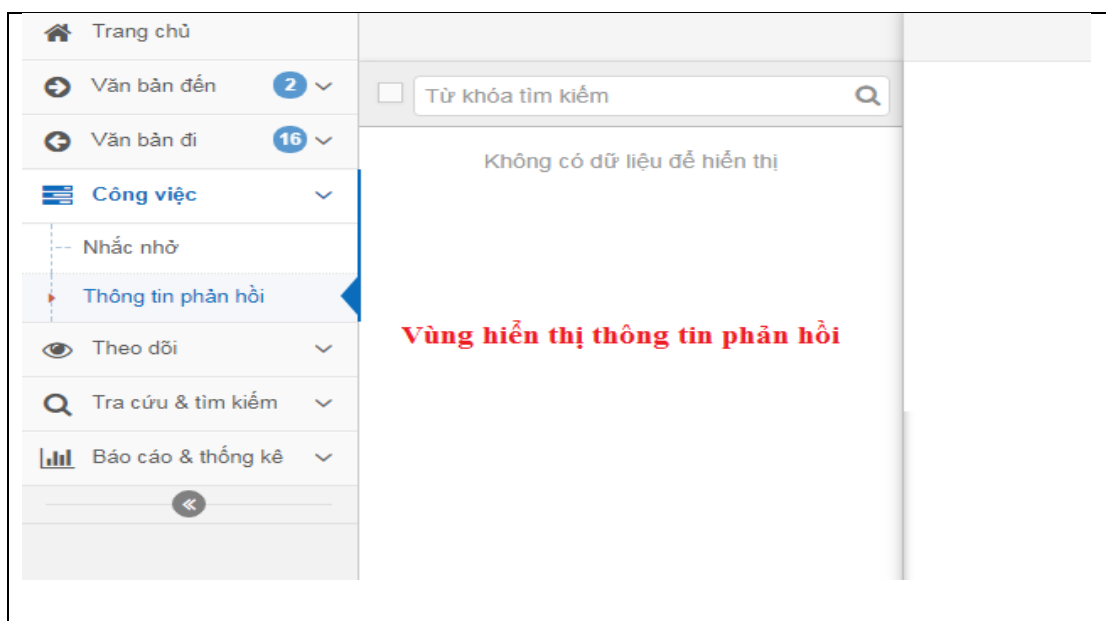 Trang chủ
Văn bản đến 2
Văn bản đi 16
Công việc
Nhắc nhở
Thông tin phản hồi
Theo dõi
Tra cứu & tìm kiếm
Báo cáo & thống kê
Từ khóa tìm kiếm
Không có dữ liệu để hiển thị
Vùng hiển thị thông tin phản hồi